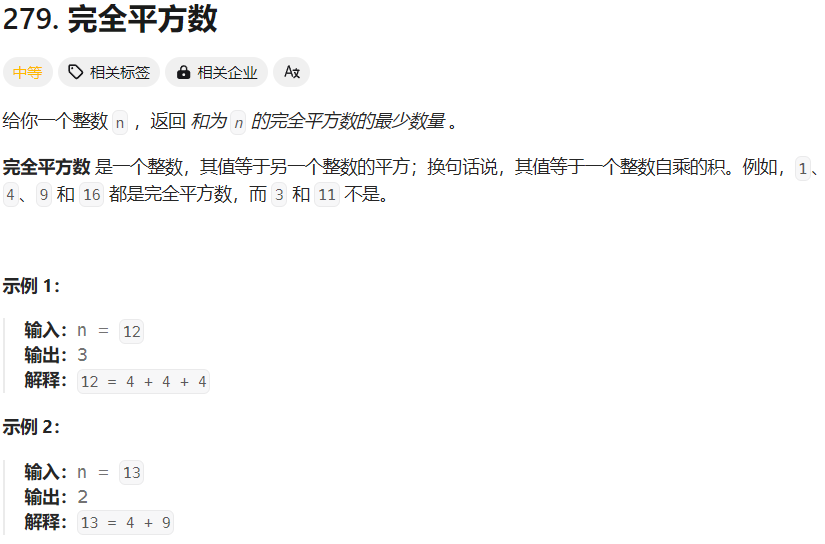 279. 完全平方数
中等 相关标签 相关企业 A文
给你一个整数 n ，返回 和为 n 的完全平方数的最少数量 。
完全平方数 是一个整数，其值等于另一个整数的平方；换句话说，其值等于一个整数自乘的积。例如，1、
4、9 和 16 都是完全平方数，而 3 和 11 不是。
示例 1：
输入：n = 12
输出：3
解释：12 = 4 + 4 + 4
示例 2：
输入：n = 13
输出：2
解释：13 = 4 + 9